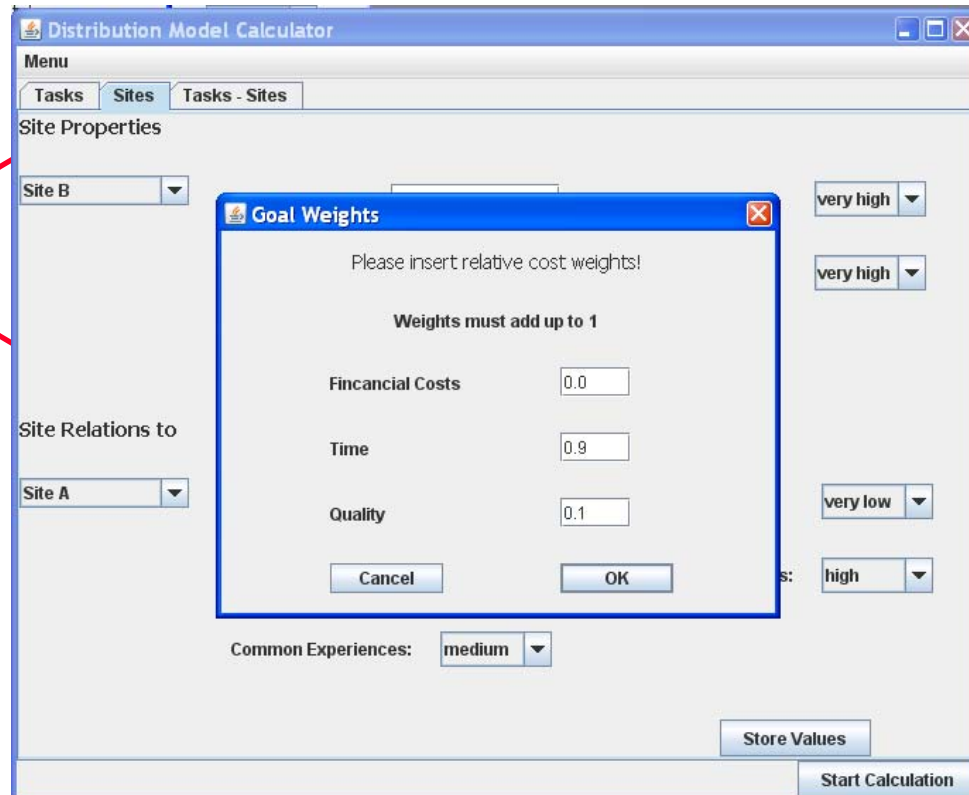 Distribution Model Calculator
Menu
Tasks Sites Tasks - Sites
Site Properties
Site B very high
Goal Weights
Please insert relative cost weights!
very high
Weights must add up to 1
Fincancial Costs 0.0
Site Relations to
Time 0.9
Site A very low
Quality 0.1
Cancel OK s: high
Common Experiences: medium
Store Values
Start Calculation